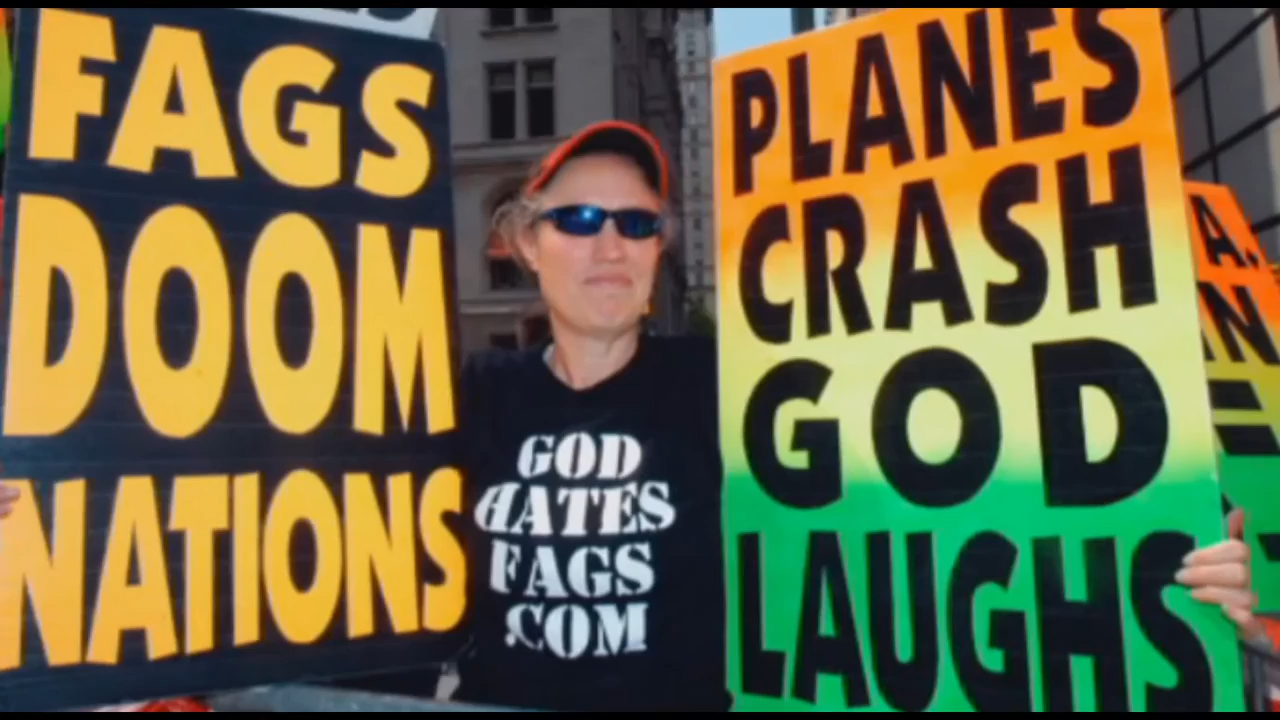 FAGS
DOOM
NATIONS
GOD
HATES
FAGS
.COM
PLANES
CRASH
GOD
LAUGHS
A.